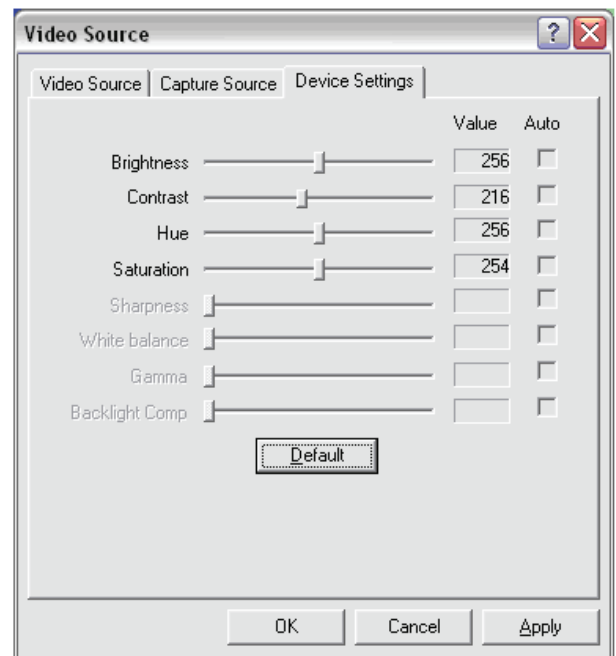 Video Source
Video Source Capture Source Device Settings
Value Auto
Brightness 256
Contrast 216
Hue 256
Saturation 254
Sharpness
White balance
Gamma
Backlight Comp
Default
OK Cancel Apply